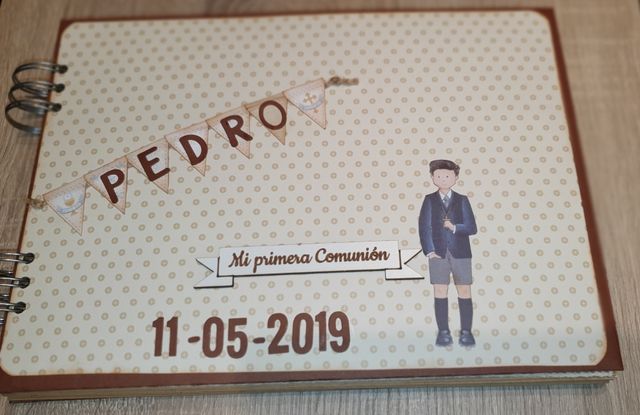 PEDRO
Mi primera Comunión
11-05-2019